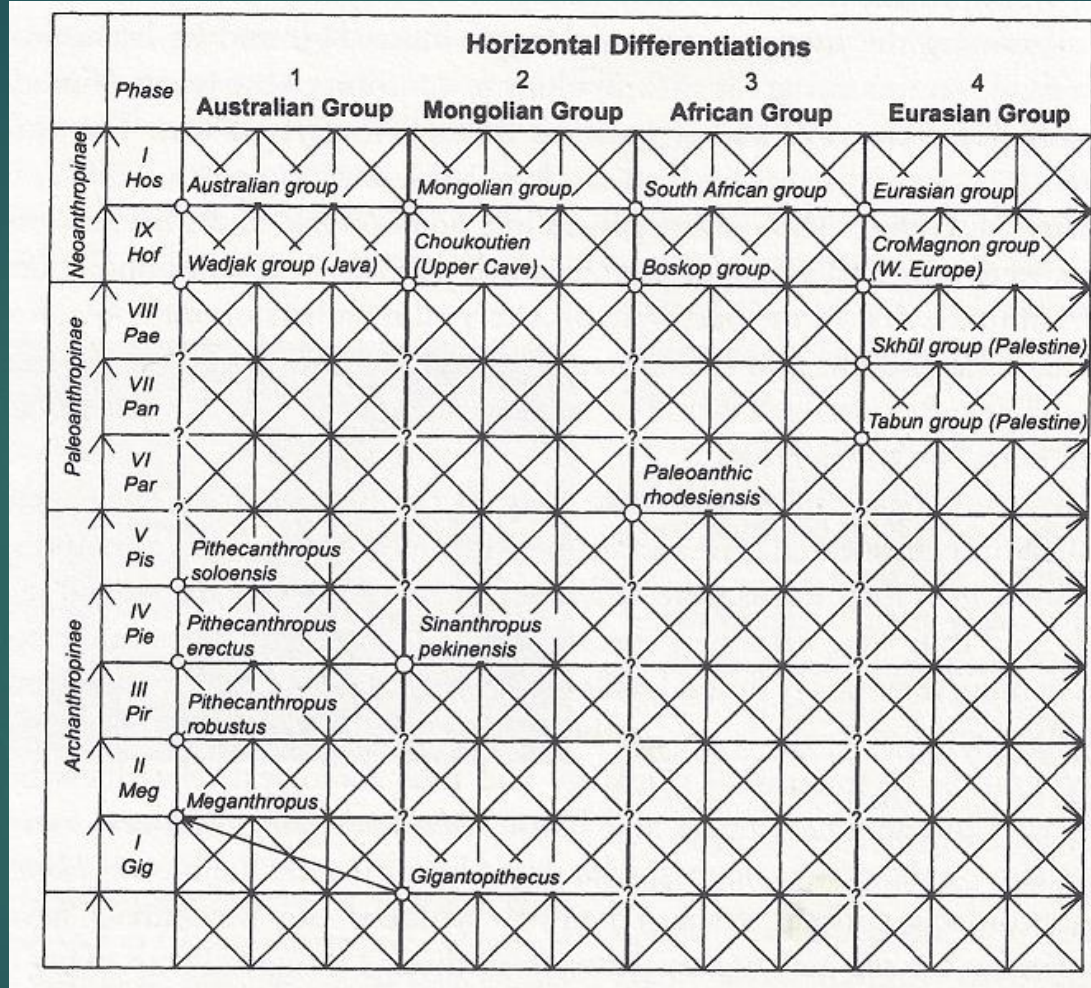 Horizontal Differentiations
Phase
1
Australian Group
2
Mongolian Group
3
African Group
4
Eurasian Group
Neoanthropinae
I
Hos
Australian group
Mongolian group
South African group
Eurasian group
IX
Hof
Wadjak group (Java)
Choukoutien
(Upper Cave)
Boskop group
CroMagnon group
(W. Europe)
Paleoanthropinae
VIII
Pae
Skhūl group (Palestine)
? ? ?
VII
Pan
Tabun group (Palestine)
? ?
VI
Par
Paleoanthic
rhodesiensis
? ? ?
Archanthropinae
V
Pis
Pithecanthropus
soloensis
? ? ?
IV
Pie
Pithecanthropus
erectus
Sinanthropus
pekinensis
? ?
III
Pir
Pithcanthropus
robustus
? ? ?
II
Meg
Meganthropus
? ? ?
I
Gig
Gigantopithecus
? ?